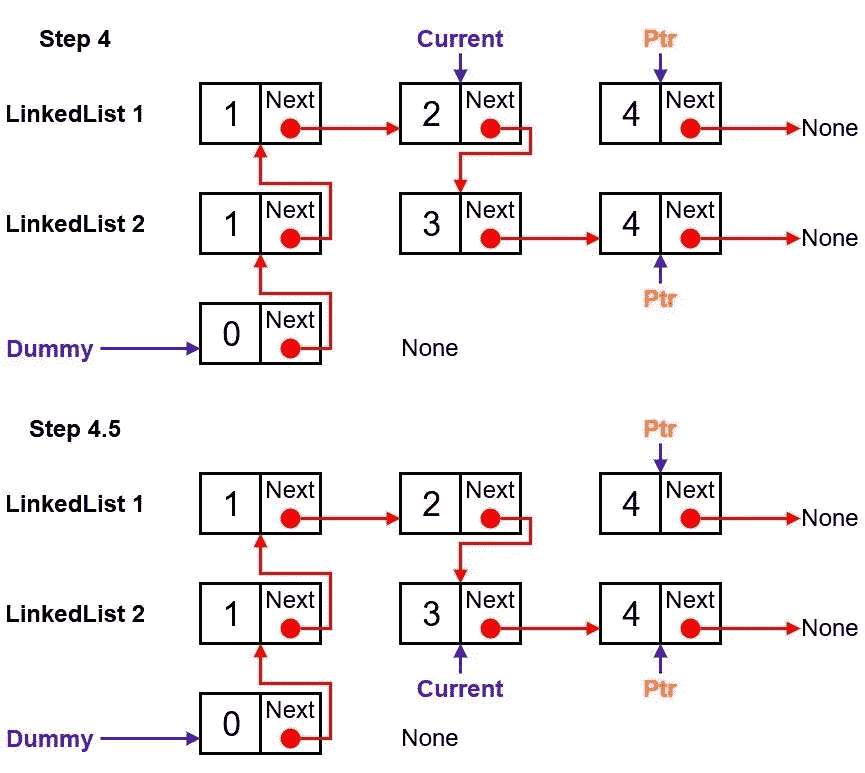 Step 4
Current
Ptr
LinkedList 1
1
Next
2
Next
4
Next
None
LinkedList 2
1
Next
3
Next
4
Next
None
Ptr
Dummy
0
Next
None
Step 4.5
Ptr
LinkedList 1
1
Next
2
Next
4
Next
None
LinkedList 2
1
Next
3
Next
4
Next
None
Current
Ptr
Dummy
0
Next
None